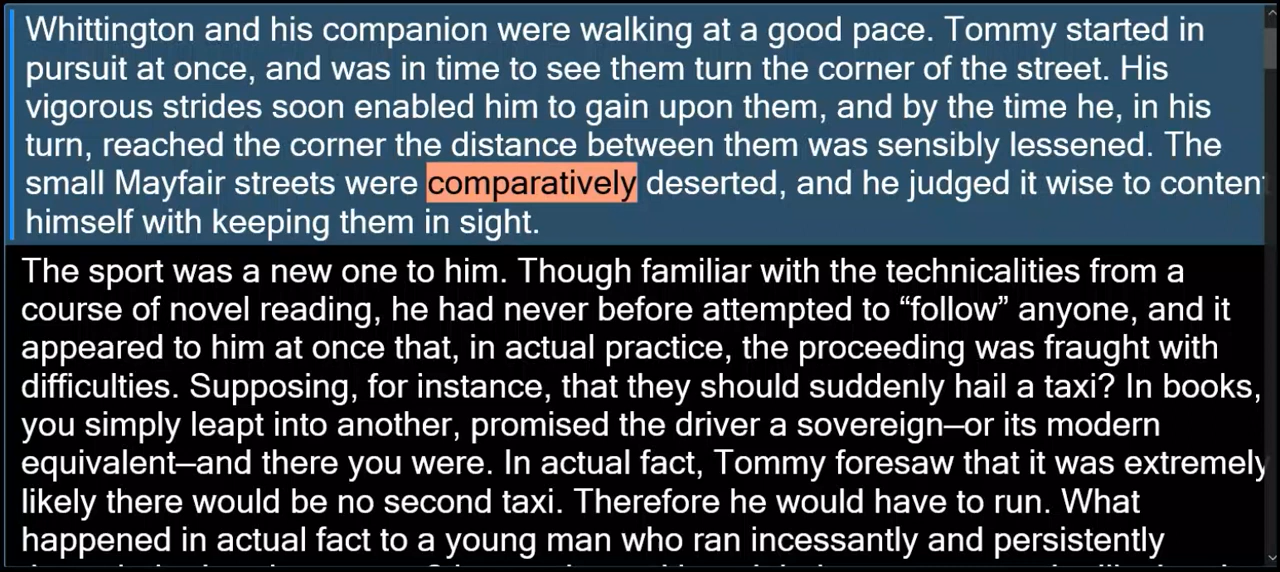 Whittington and his companion were walking at a good pace. Tommy started in
pursuit at once, and was in time to see them turn the corner of the street. His
vigorous strides soon enabled him to gain upon them, and by the time he, in his
turn, reached the corner the distance between them was sensibly lessened. The
small Mayfair streets were comparatively deserted, and he judged it wise to content
himself with keeping them in sight.
The sport was a new one to him. Though familiar with the technicalities from a
course of novel reading, he had never before attempted to “follow” anyone, and it
appeared to him at once that, in actual practice, the proceeding was fraught with
difficulties. Supposing, for instance, that they should suddenly hail a taxi? In books,
you simply leapt into another, promised the driver a sovereign—or its modern
equivalent—and there you were. In actual fact, Tommy foresaw that it was extremely
likely there would be no second taxi. Therefore he would have to run. What
happened in actual fact to a young man who ran incessantly and persistently